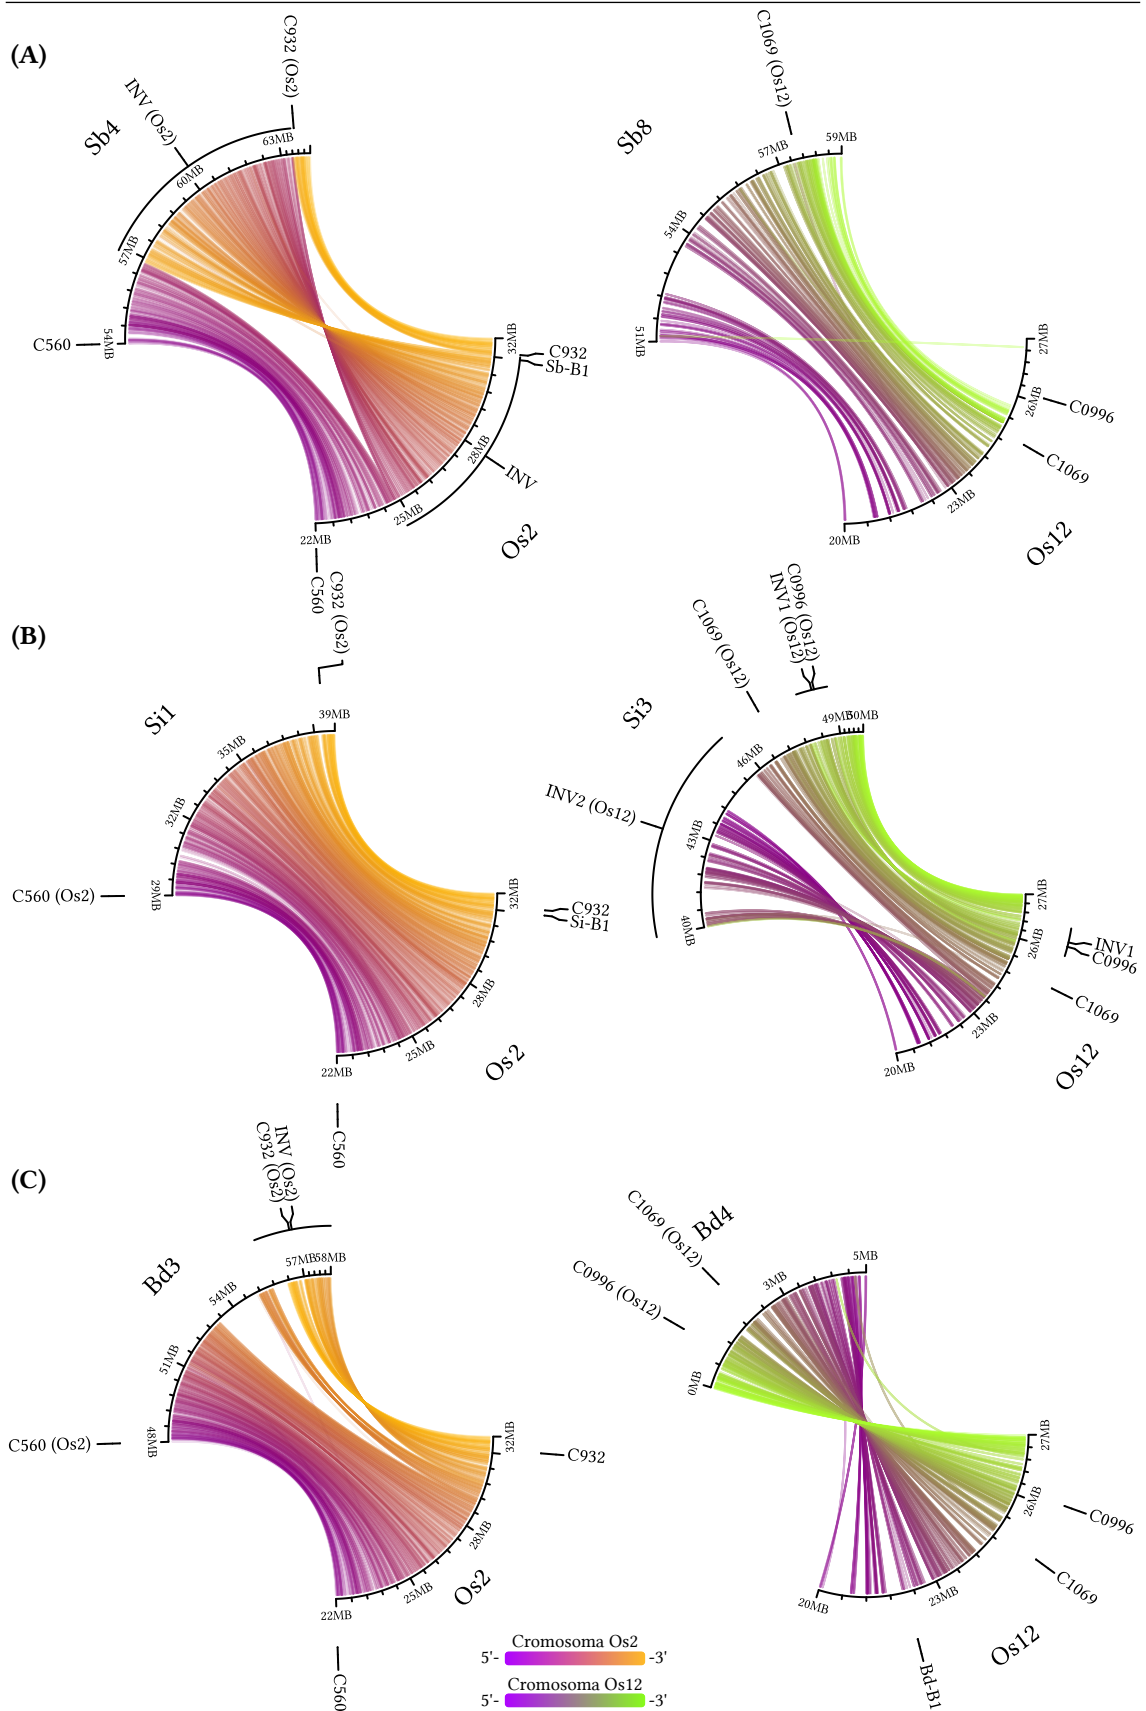 (A)
Sb4
INV (Os2)
C932 (Os2)
63MB
60MB
57MB
54MB
C560
32MB
C932
Sb-B1
28MB
INV
25MB
22MB
Os2
C560
Sb8
C1069 (Os12)
59MB
57MB
54MB
51MB
27MB
26MB
C0996
C1069
23MB
20MB
Os12
(B)
Si1
C932 (Os2)
39MB
35MB
32MB
29MB
C560 (Os2)
32MB
C932
Si-B1
28MB
25MB
22MB
Os2
C560
Si3
C1069 (Os12)
INV1 (Os12)
C0996 (Os12)
50MB
49MB
46MB
INV2 (Os12)
43MB
40MB
27MB
26MB
INV1
C0996
C1069
23MB
20MB
Os12
(C)
Bd3
C932 (Os2)
INV (Os2)
58MB
57MB
54MB
51MB
48MB
C560 (Os2)
32MB
C932
28MB
25MB
22MB
Os2
C560
Bd4
C1069 (Os12)
C0996 (Os12)
5MB
3MB
0MB
27MB
26MB
C0996
C1069
23MB
20MB
Os12
Bd-B1
Cromosoma Os2
5'- -3'
Cromosoma Os12
5'- -3'